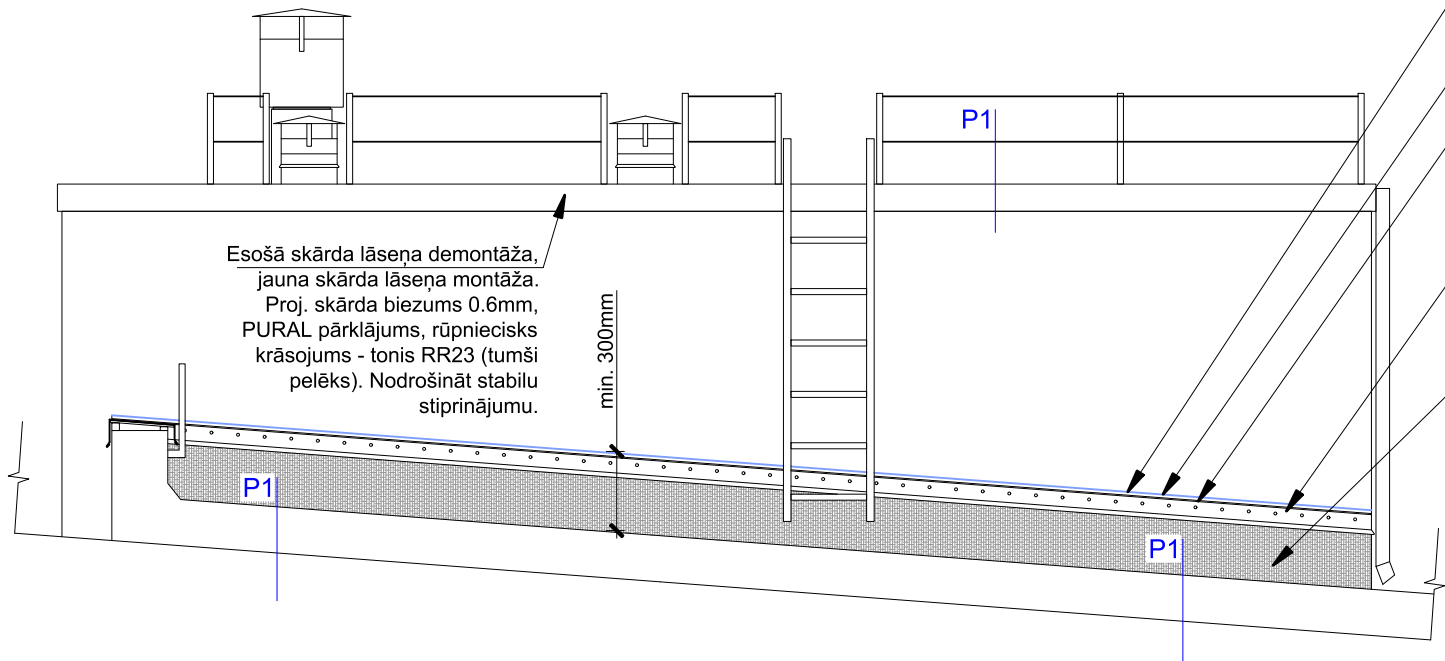 P1
Esošā skārda lāseņa demontāža,
jauna skārda lāseņa montāža.
Proj. skārda biezums 0.6mm,
PURAL pārklājums, rūpniecisks
krāsojums - tonis RR23 (tumši
pelēks). Nodrošināt stabilu
stiprinājumu.
min. 300mm
P1
P1